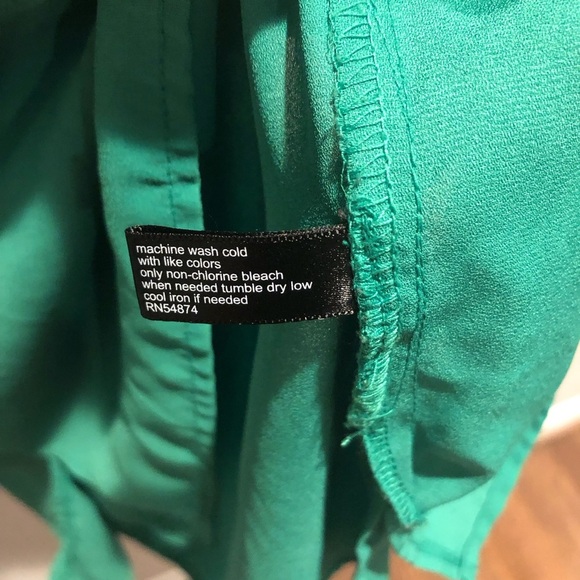 machine wash cold
with like colors
only non-chlorine bleach
when needed tumble dry low
cool iron if needed
RN54874